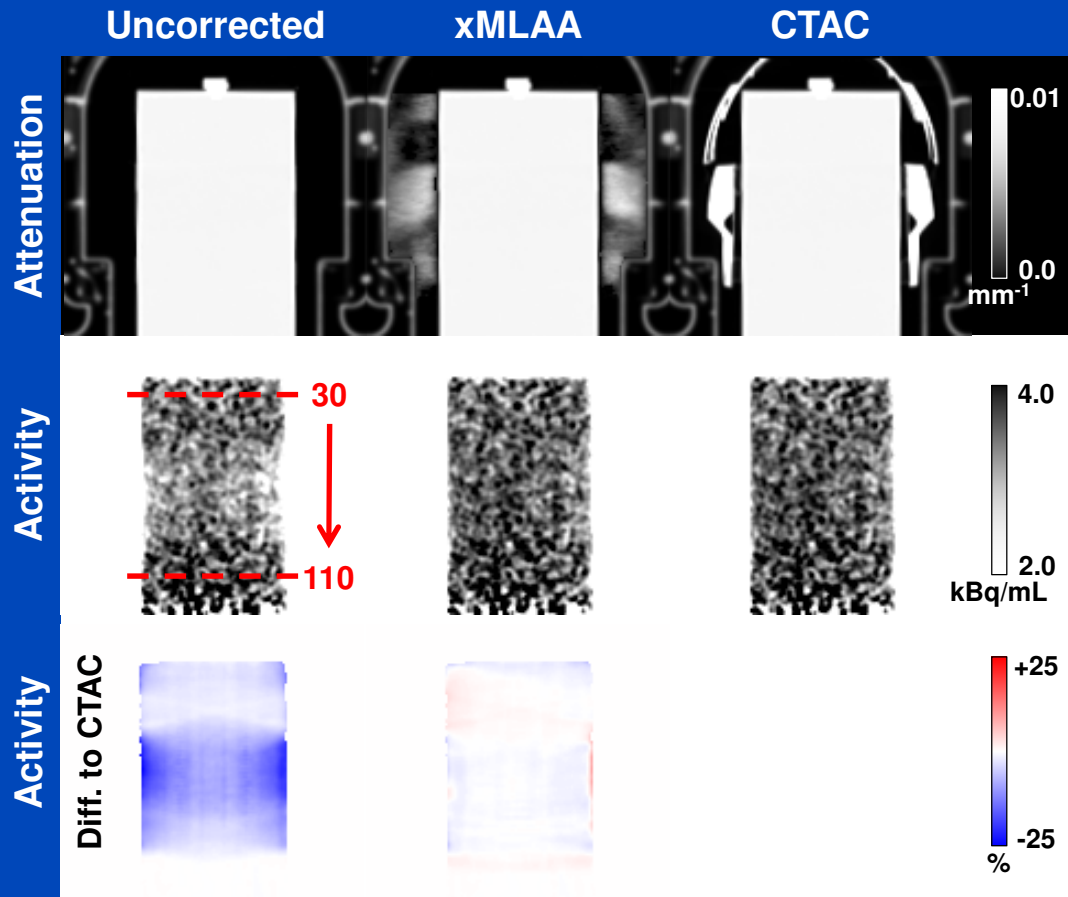 Uncorrected xMLAA CTAC
Attenuation
0.01
0.0
mm-1
Activity
30
110
4.0
2.0
kBq/mL
Activity
Diff. to CTAC
+25
-25
%